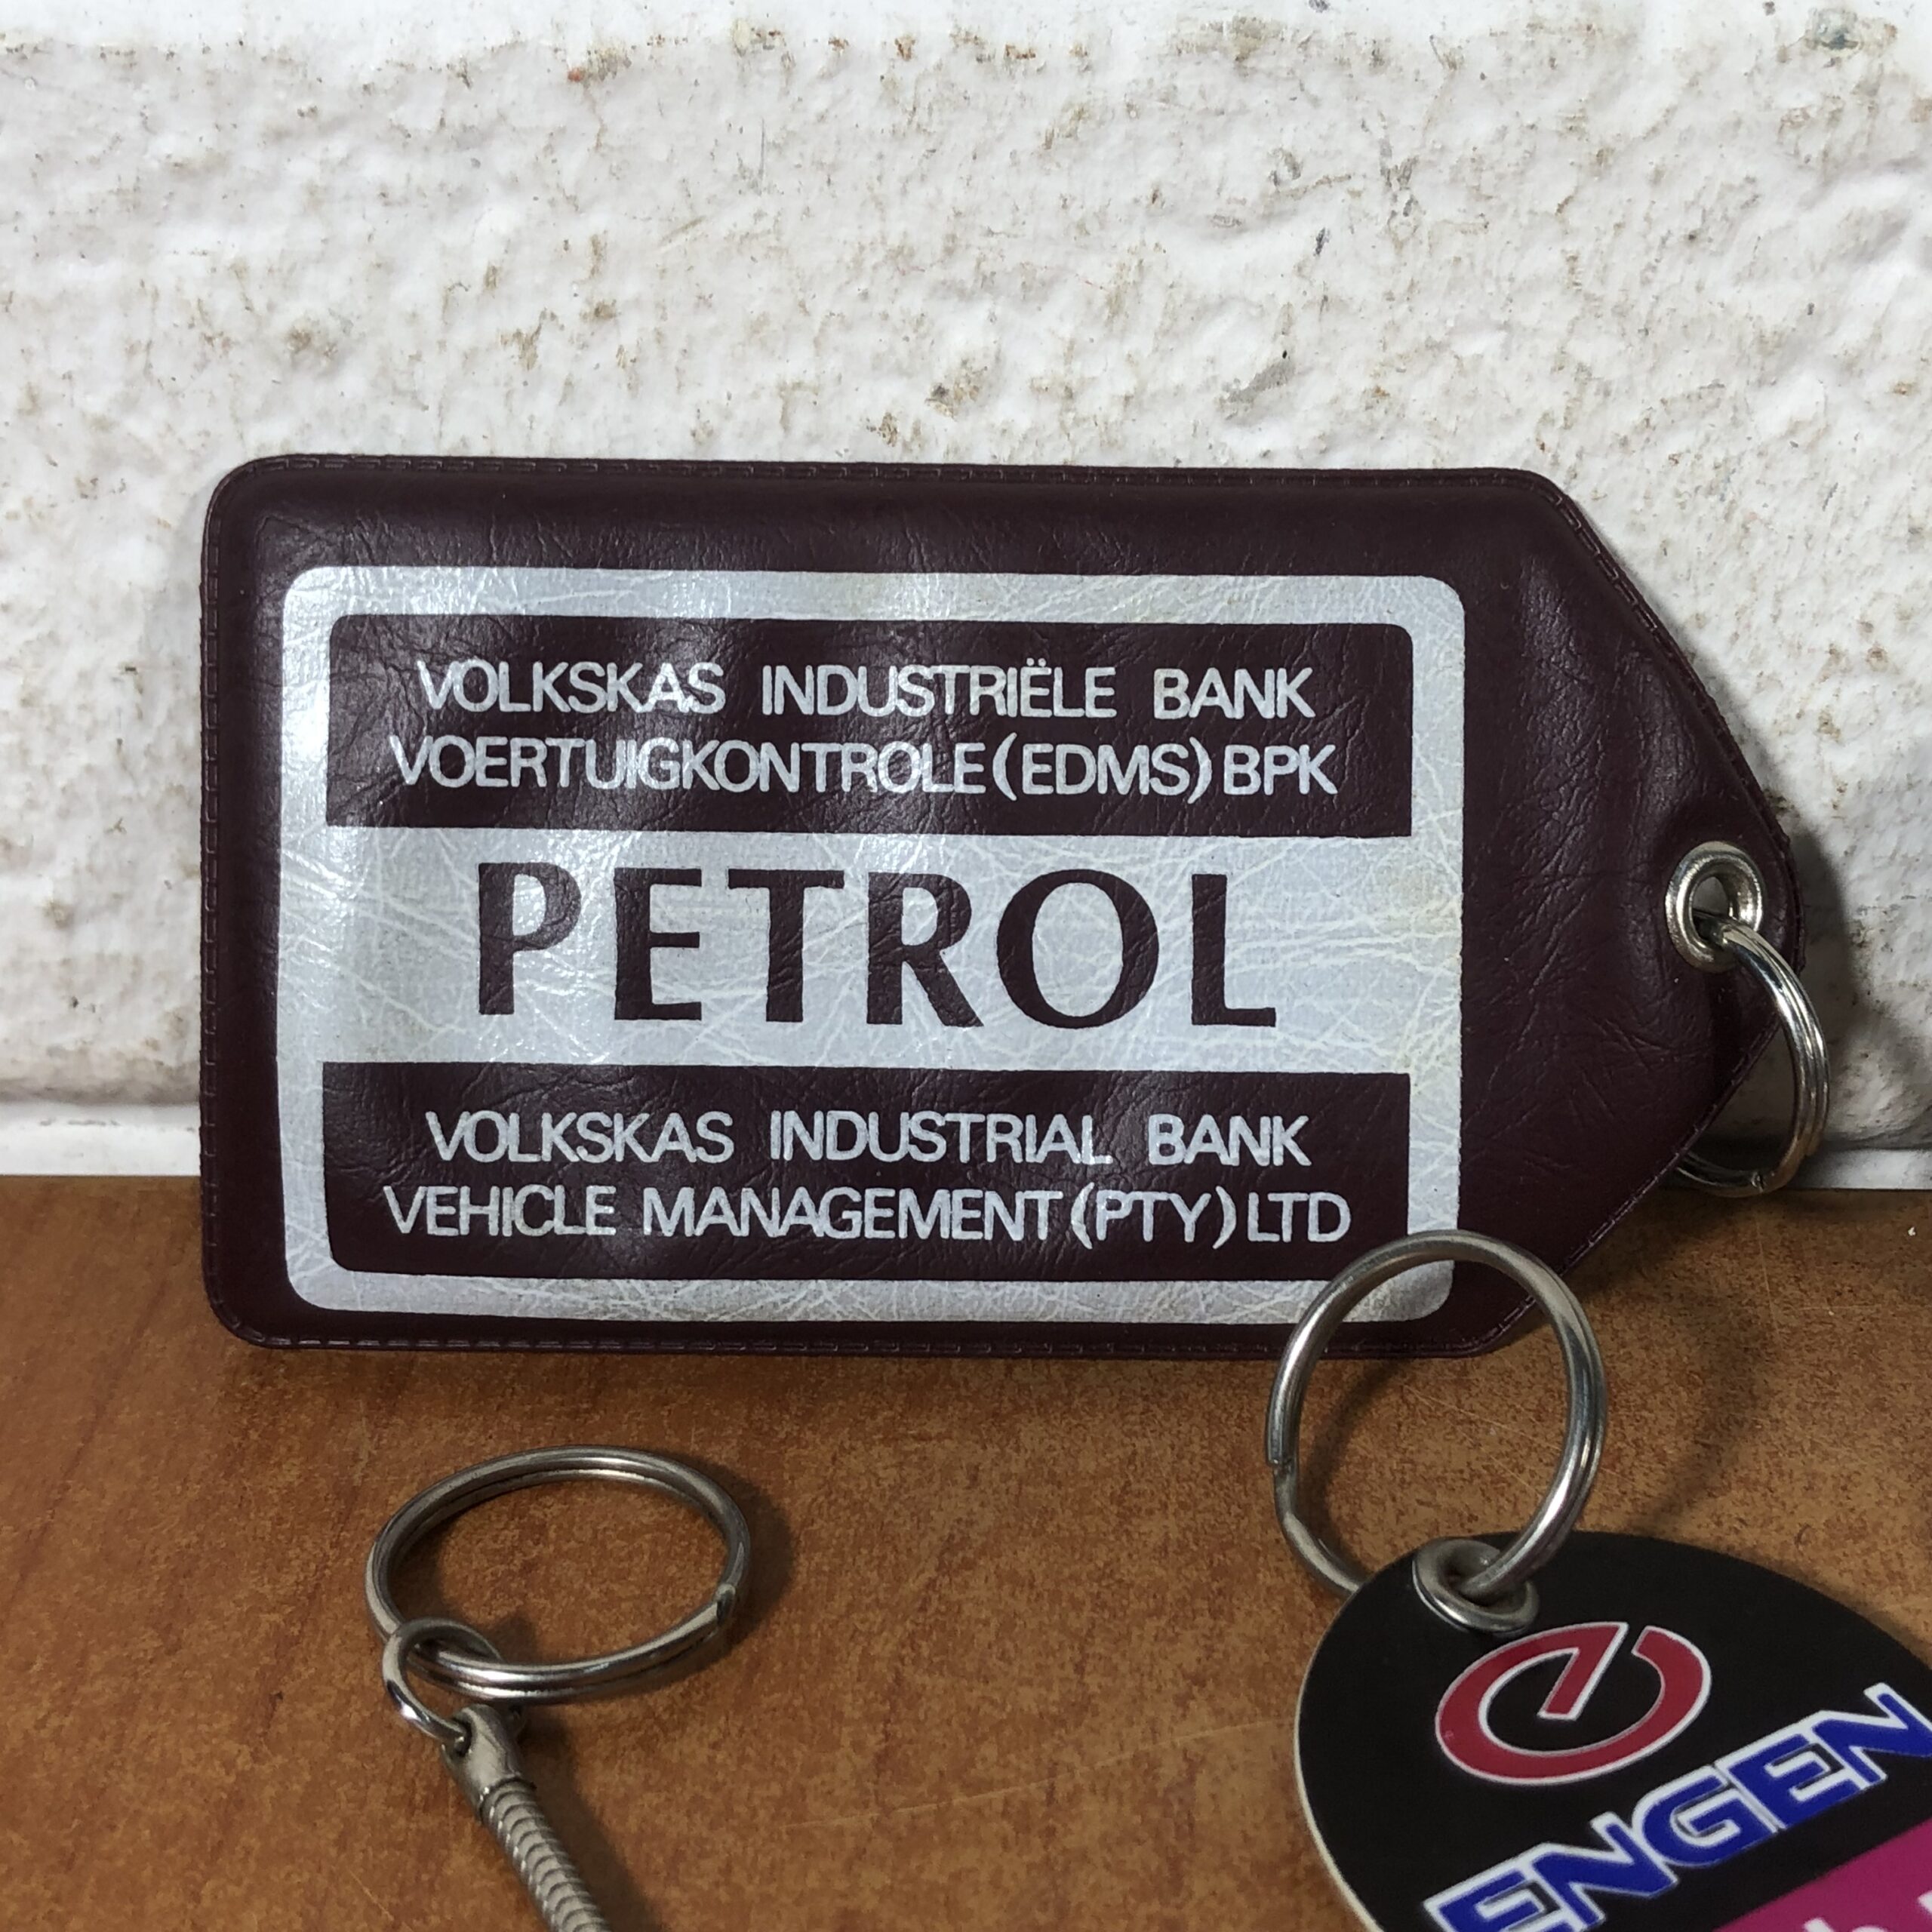 VOLKSKAS INDUSTRIËLE BANK
VOERTUIGKONTROLE (EDMS) BPK
PETROL
VOLKSKAS INDUSTRIAL BANK
VEHICLE MANAGEMENT (PTY) LTD
ENGEN